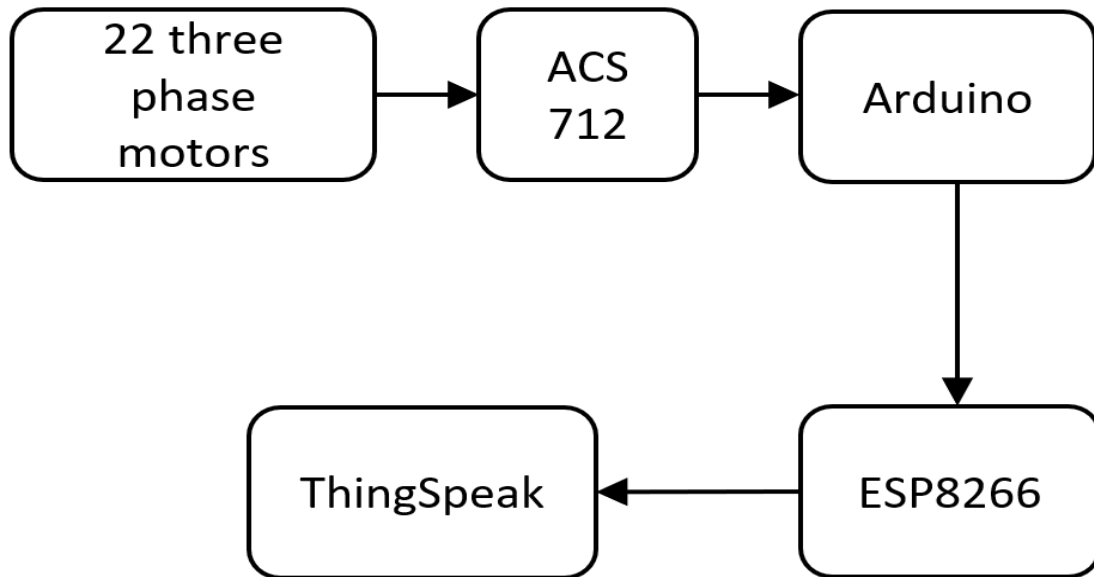 22 three
phase
motors
ACS
712
Arduino
ThingSpeak
ESP8266